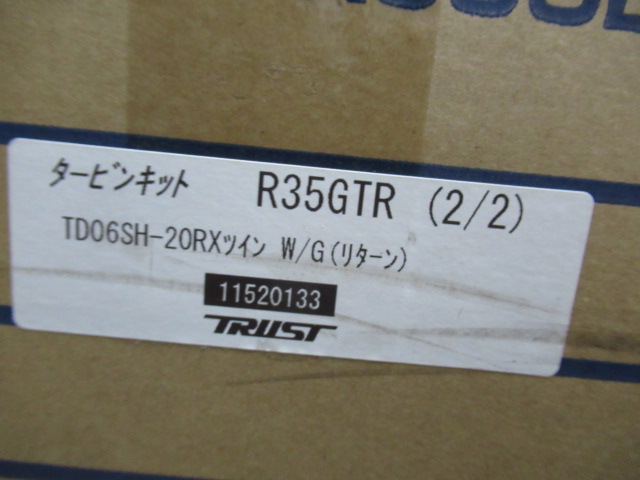 タービンキット R35GTR (2/2)
TD06SH-20RXツイン W/G(リターン)
11520133
TRUST